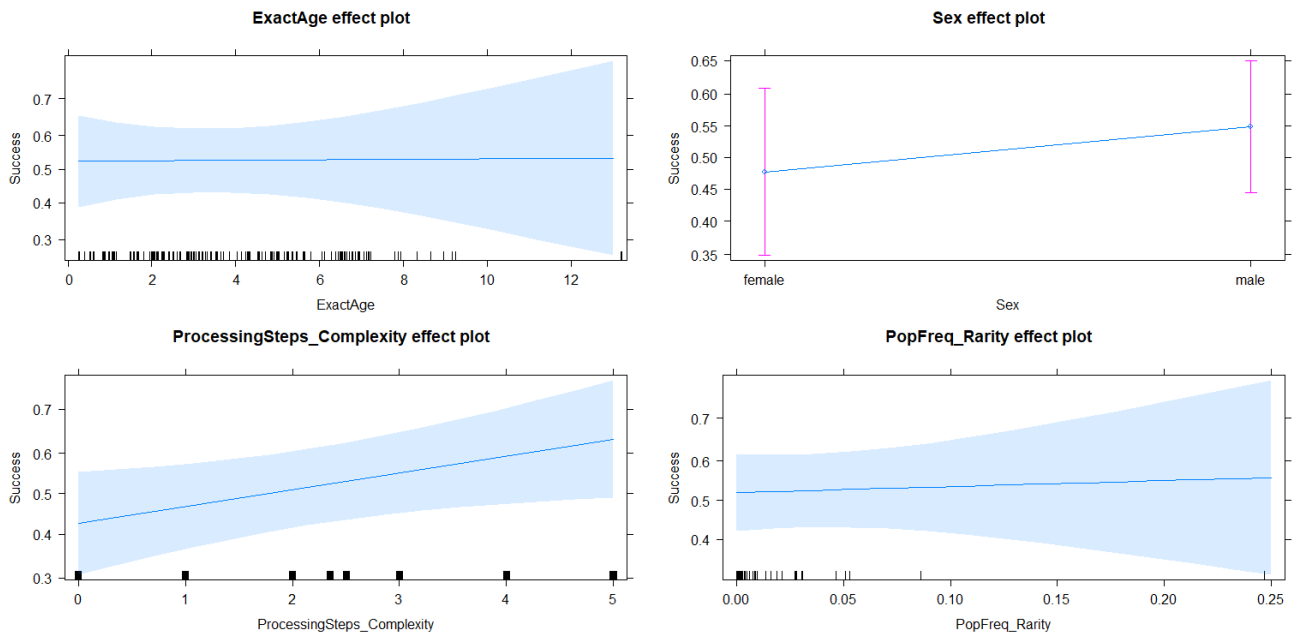 ExactAge effect plot
Success
0.7
0.6
0.5
0.4
0.3
0 2 4 6 8 10 12
ExactAge
Sex effect plot
Success
0.65
0.60
0.55
0.50
0.45
0.40
0.35
female male
Sex
ProcessingSteps_Complexity effect plot
Success
0.7
0.6
0.5
0.4
0.3
0 1 2 3 4 5
ProcessingSteps_Complexity
PopFreq_Rarity effect plot
Success
0.7
0.6
0.5
0.4
0.00 0.05 0.10 0.15 0.20 0.25
PopFreq_Rarity